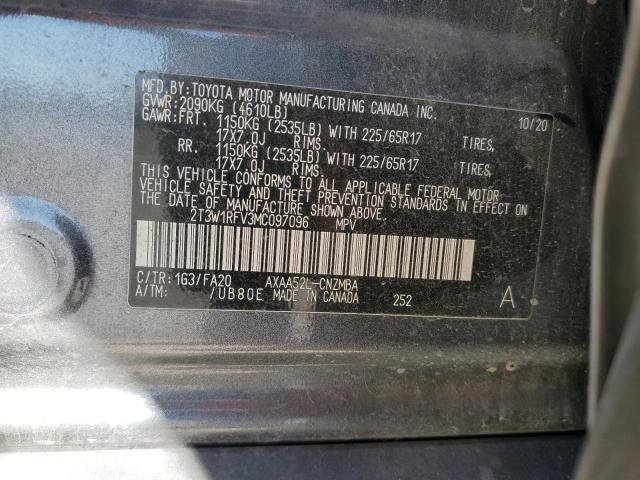 MFD.BY:TOYOTA MOTOR MANUFACTURING CANADA INC. 10/20
GVWR:2090KG (4610LB)
GAWR:FRT. 1150KG (2535LB) WITH 225/65R17 TIRES,
17X7.0J RIMS.
RR. 1150KG (2535LB) WITH 225/65R17 TIRES,
17X7.0J RIMS.
THIS VEHICLE CONFORMS TO ALL APPLICABLE FEDERAL MOTOR
VEHICLE SAFETY AND THEFT PREVENTION STANDARDS IN EFFECT ON
THE DATE OF MANUFACTURE SHOWN ABOVE.
2T3W1RFV3MC097096 MPV
C/TR:1G3/FA20 AXAA52L-CNZMBA
A/TM: /UB80E MADE IN CANADA 252 A